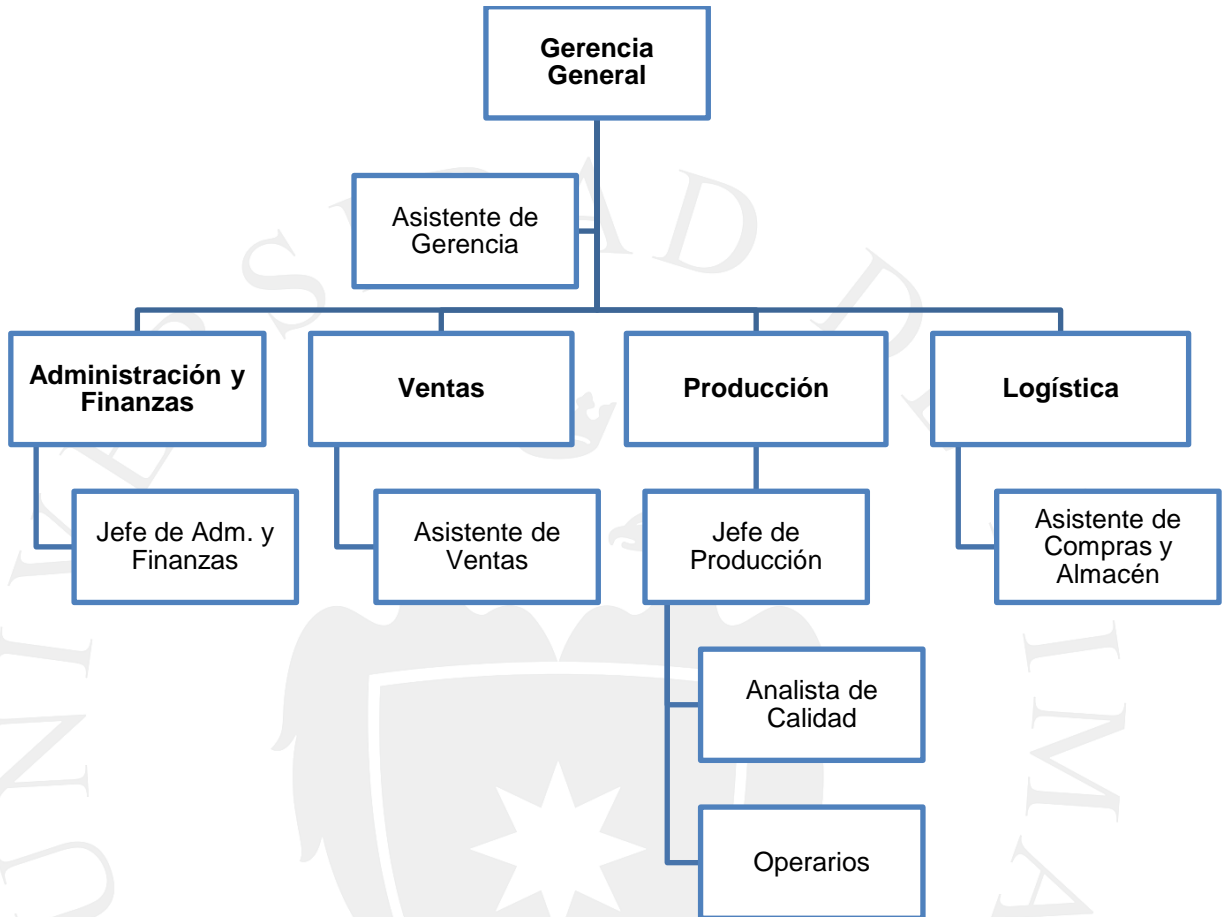 Gerencia
General
Asistente de
Gerencia
Administración y
Finanzas
Ventas
Producción
Logística
Jefe de Adm. y
Finanzas
Asistente de
Ventas
Jefe de
Producción
Asistente de
Compras y
Almacén
Analista de
Calidad
Operarios